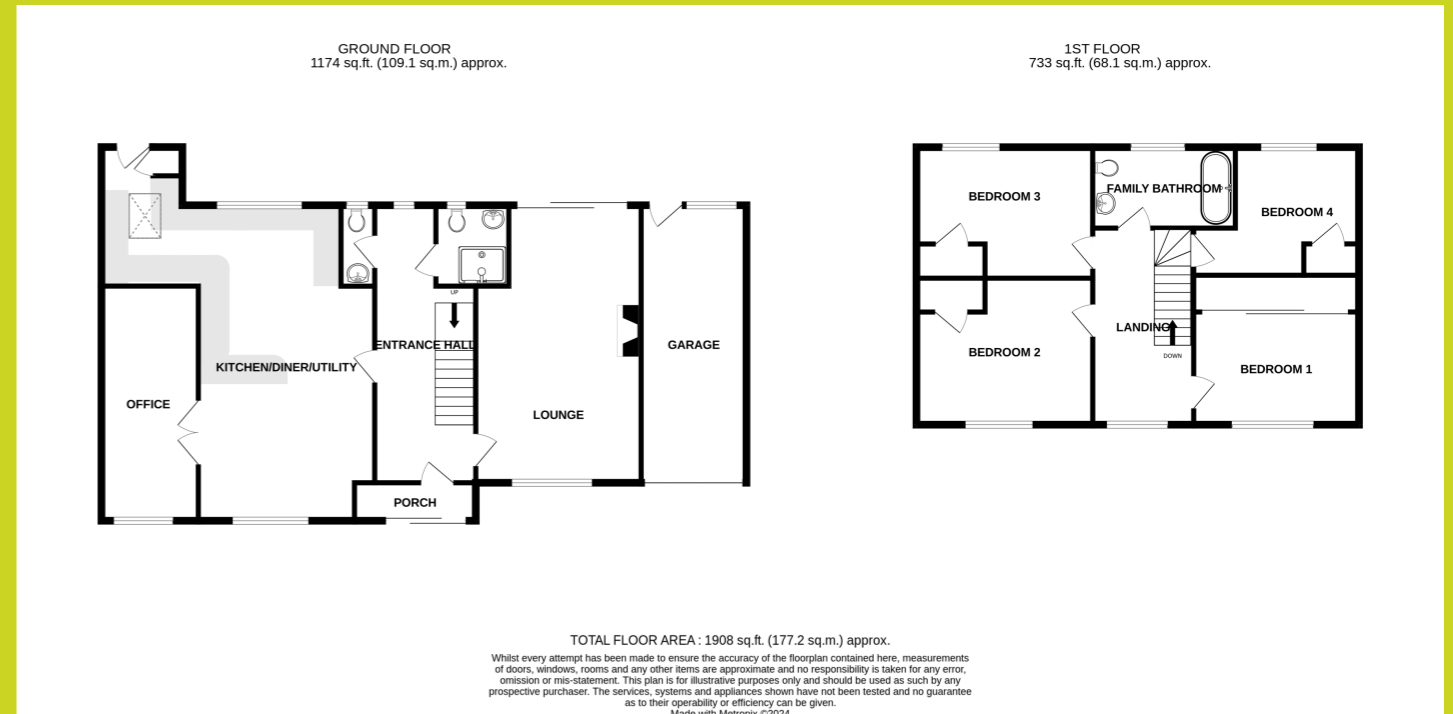 GROUND FLOOR
1174 sq.ft. (109.1 sq.m.) approx.
1ST FLOOR
733 sq.ft. (68.1 sq.m.) approx.
UP
ENTRANCE HALL
GARAGE
KITCHEN/DINER/UTILITY
OFFICE
LOUNGE
PORCH
BEDROOM 3
FAMILY BATHROOM
BEDROOM 4
LANDING
DOWN
BEDROOM 2
BEDROOM 1
TOTAL FLOOR AREA : 1908 sq.ft. (177.2 sq.m.) approx.
Whilst every attempt has been made to ensure the accuracy of the floorplan contained here, measurements
of doors, windows, rooms and any other items are approximate and no responsibility is taken for any error,
omission or mis-statement. This plan is for illustrative purposes only and should be used as such by any
prospective purchaser. The services, systems and appliances shown have not been tested and no guarantee
as to their operability or efficiency can be given.
Made with Metropix ©2024